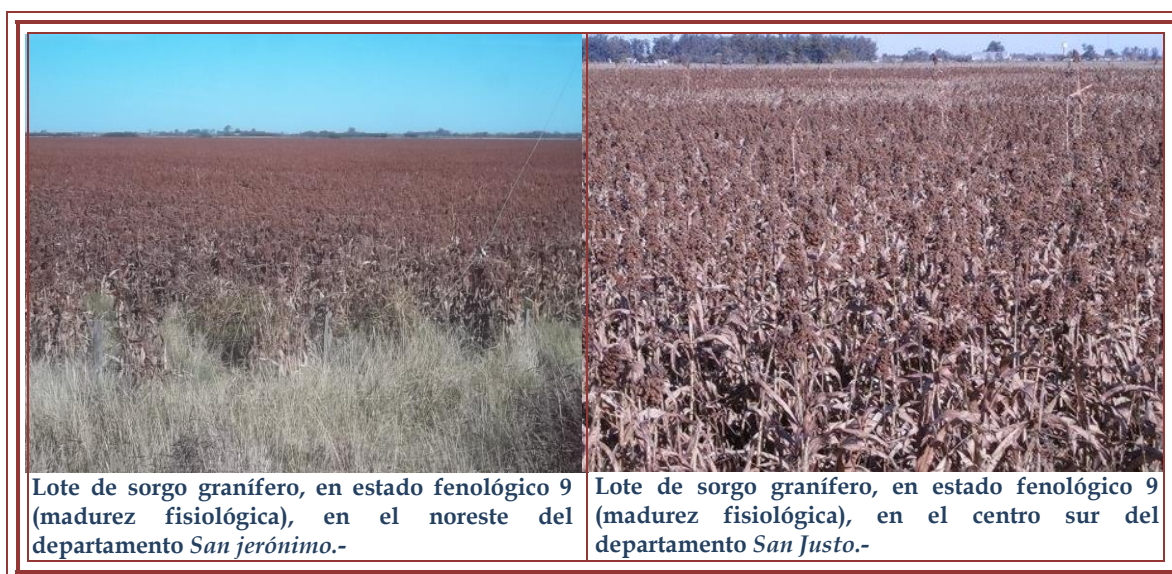 Lote de sorgo granífero, en estado fenológico 9
(madurez fisiológica), en el noreste del
departamento San jerónimo.-
Lote de sorgo granífero, en estado fenológico 9
(madurez fisiológica), en el centro sur del
departamento San Justo.-